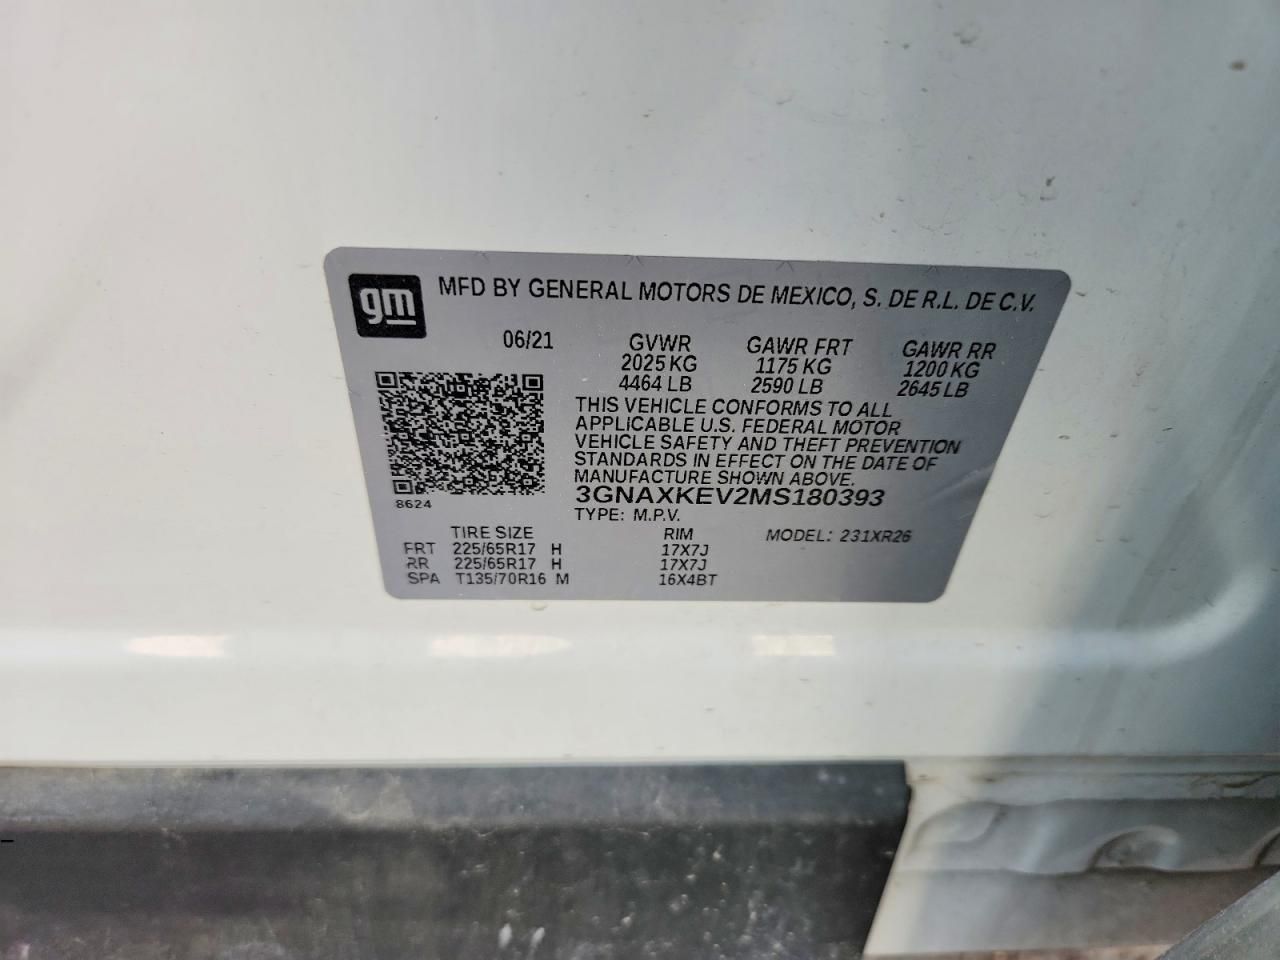 gm MFD BY GENERAL MOTORS DE MEXICO, S. DE R.L. DE C.V.
06/21 GVWR GAWR FRT GAWR RR
2025 KG 1175 KG 1200 KG
4464 LB 2590 LB 2645 LB
THIS VEHICLE CONFORMS TO ALL
APPLICABLE U.S. FEDERAL MOTOR
VEHICLE SAFETY AND THEFT PREVENTION
STANDARDS IN EFFECT ON THE DATE OF
MANUFACTURE SHOWN ABOVE.
3GNAXKEV2MS180393
8624
TYPE: M.P.V.
TIRE SIZE RIM MODEL: 231XR26
FRT 225/65R17 H 17X7J
RR 225/65R17 H 17X7J
SPA T135/70R16 M 16X4BT